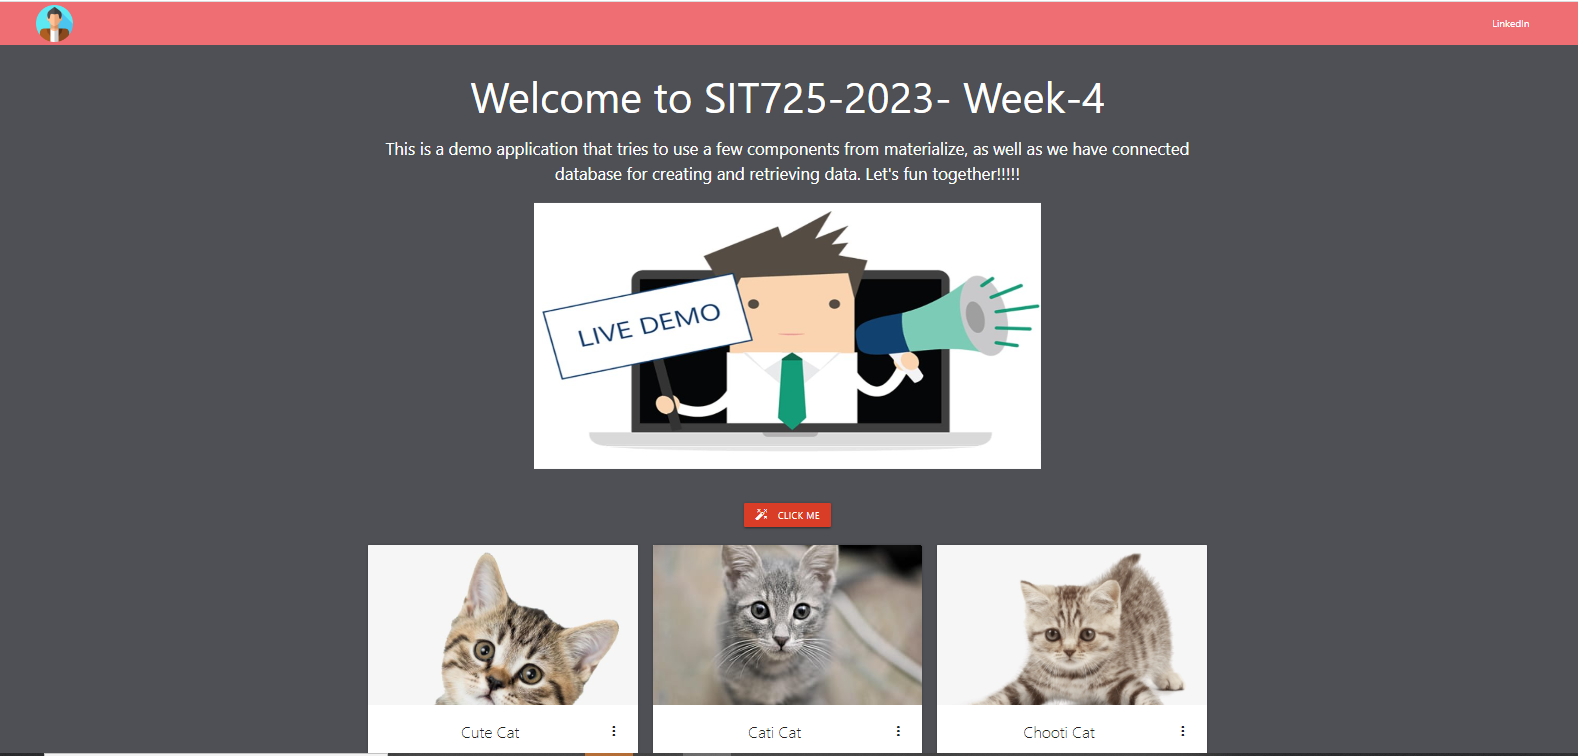 LinkedIn
Welcome to SIT725-2023- Week-4
This is a demo application that tries to use a few components from materialize, as well as we have connected
database for creating and retrieving data. Let's fun together!!!!!
LIVE DEMO
CLICK ME
Cute Cat
Cati Cat
Chooti Cat